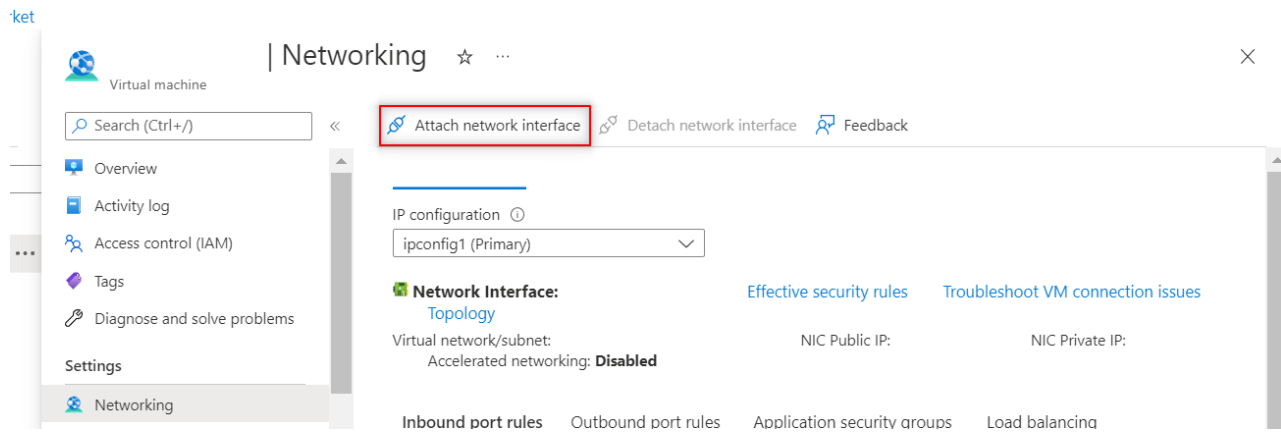 rket
| Networking
Virtual machine
Search (Ctrl+/)
Attach network interface
Detach network interface
Feedback
Overview
Activity log
Access control (IAM)
Tags
Diagnose and solve problems
Settings
Networking
IP configuration
ipconfig1 (Primary)
Network Interface:
Effective security rules
Troubleshoot VM connection issues
Topology
Virtual network/subnet:
NIC Public IP:
NIC Private IP:
Accelerated networking: Disabled
Inbound port rules
Outbound port rules
Application security groups
Load balancing